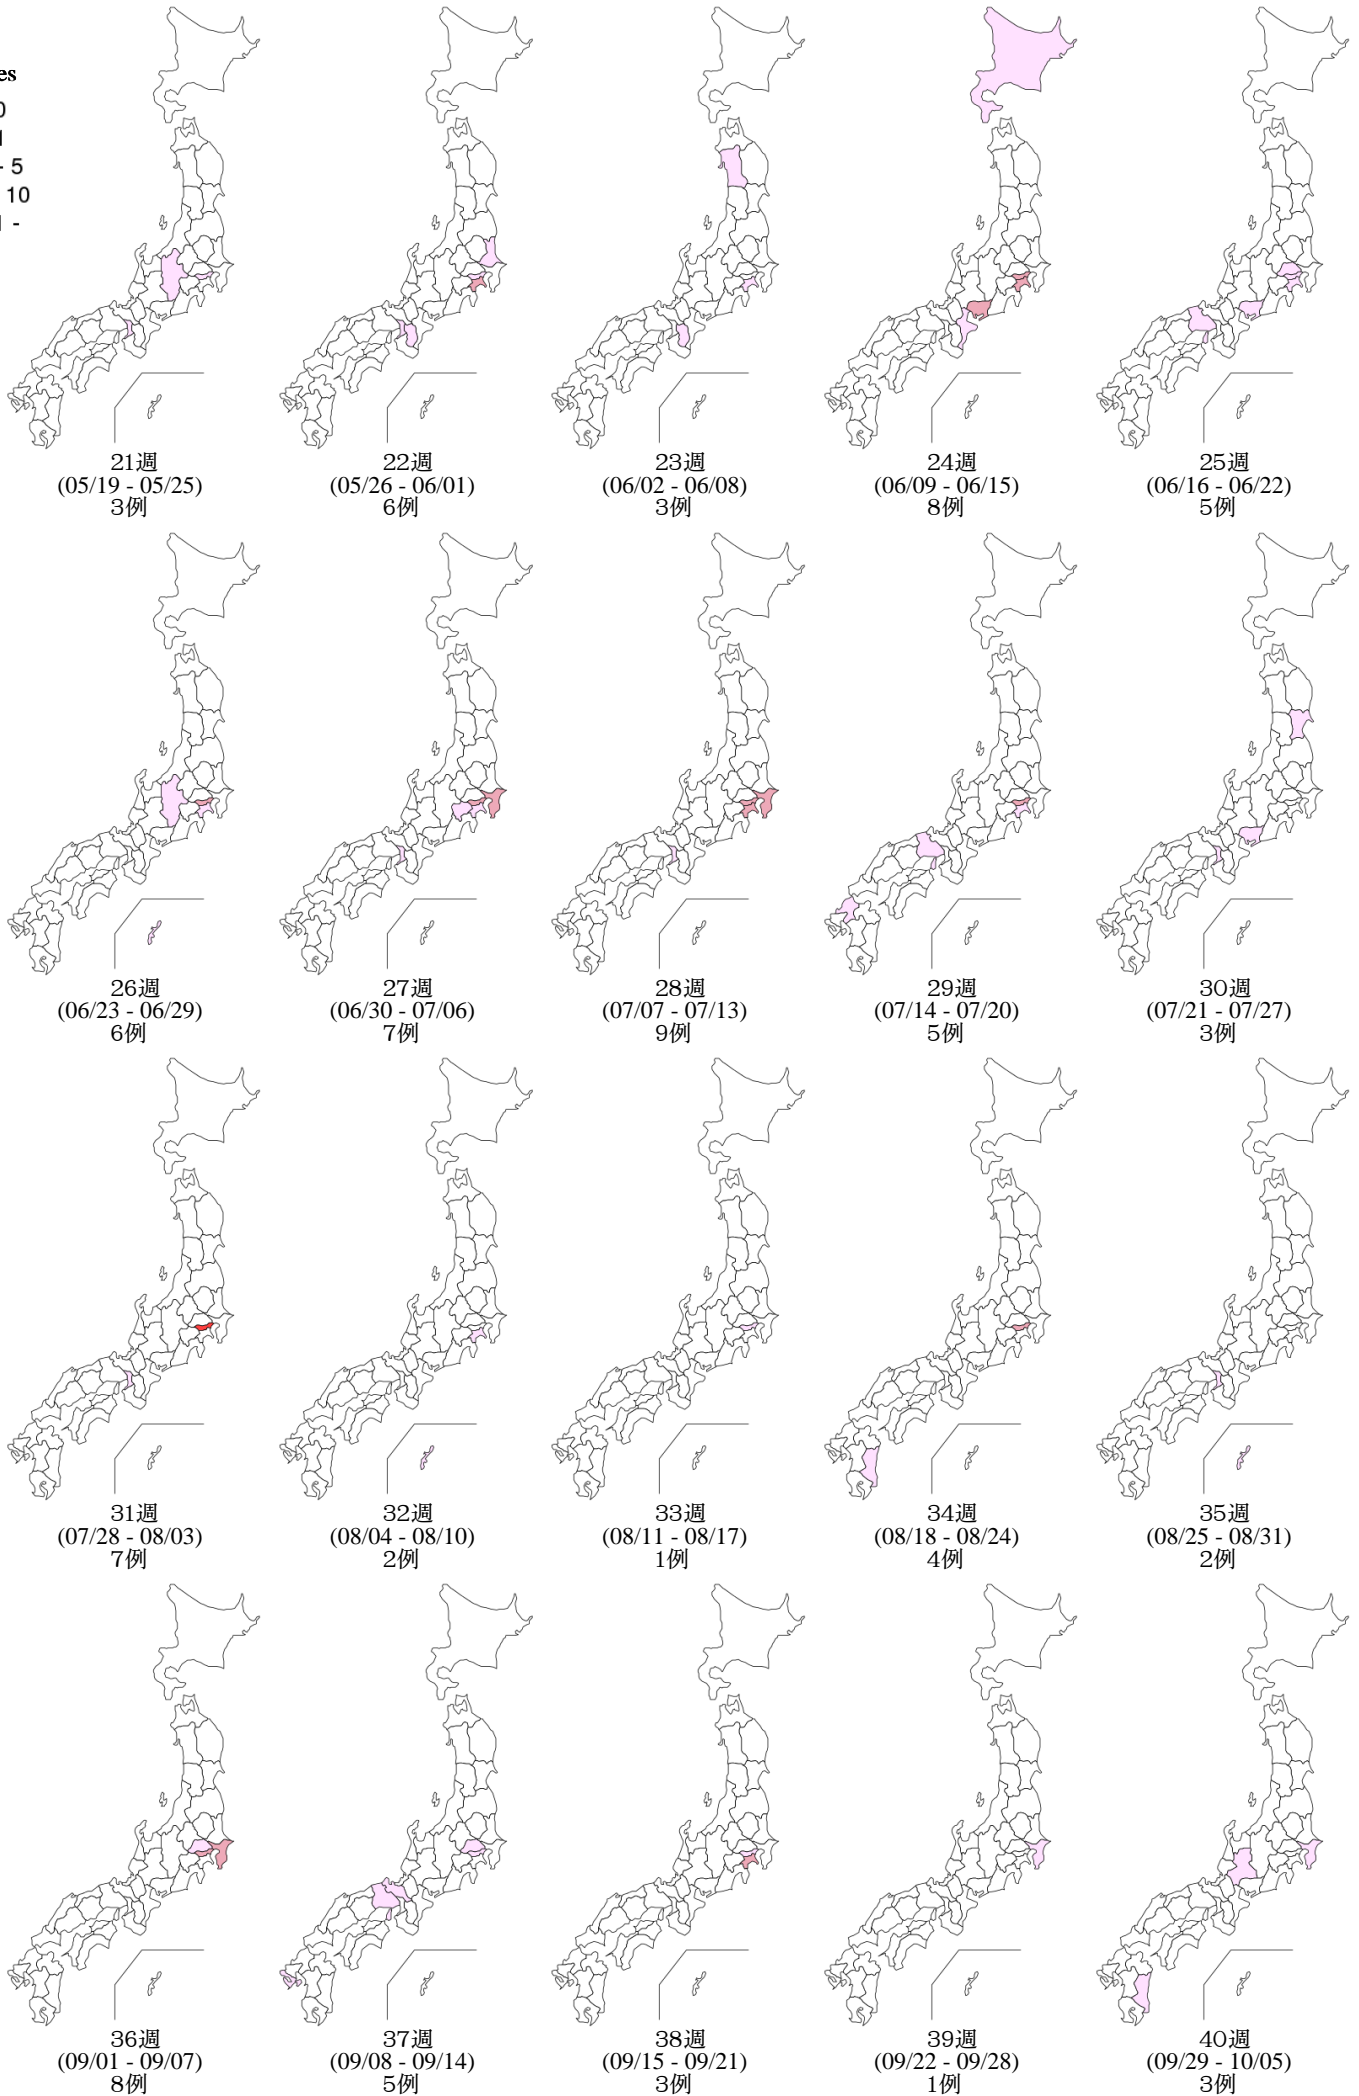 es
0
1
- 5
10
1 -
21週
(05/19 - 05/25)
3例
22週
(05/26 - 06/01)
6例
23週
(06/02 - 06/08)
3例
24週
(06/09 - 06/15)
8例
25週
(06/16 - 06/22)
5例
26週
(06/23 - 06/29)
6例
27週
(06/30 - 07/06)
7例
28週
(07/07 - 07/13)
9例
29週
(07/14 - 07/20)
5例
30週
(07/21 - 07/27)
3例
31週
(07/28 - 08/03)
7例
32週
(08/04 - 08/10)
2例
33週
(08/11 - 08/17)
1例
34週
(08/18 - 08/24)
4例
35週
(08/25 - 08/31)
2例
36週
(09/01 - 09/07)
8例
37週
(09/08 - 09/14)
5例
38週
(09/15 - 09/21)
3例
39週
(09/22 - 09/28)
1例
40週
(09/29 - 10/05)
3例